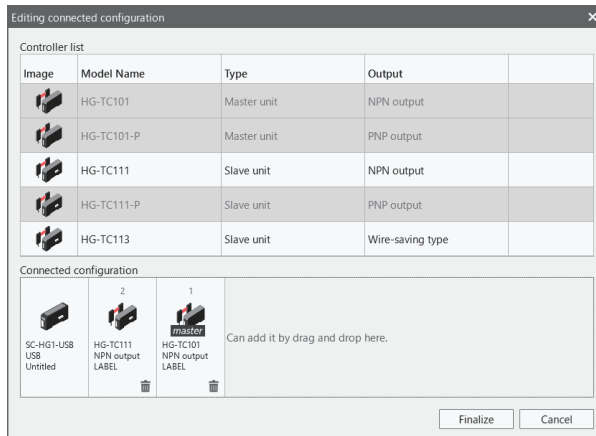 Editing connected configuration
Controller list
Image Model Name Type Output
HG-TC101 Master unit NPN output
HG-TC101-P Master unit PNP output
HG-TC111 Slave unit NPN output
HG-TC111-P Slave unit PNP output
HG-TC113 Slave unit Wire-saving type
Connected configuration
2
1
master
SC-HG1-USB
USB
Untitled
HG-TC111
NPN output
LABEL
HG-TC101
NPN output
LABEL
Can add it by drag and drop here.
Finalize Cancel